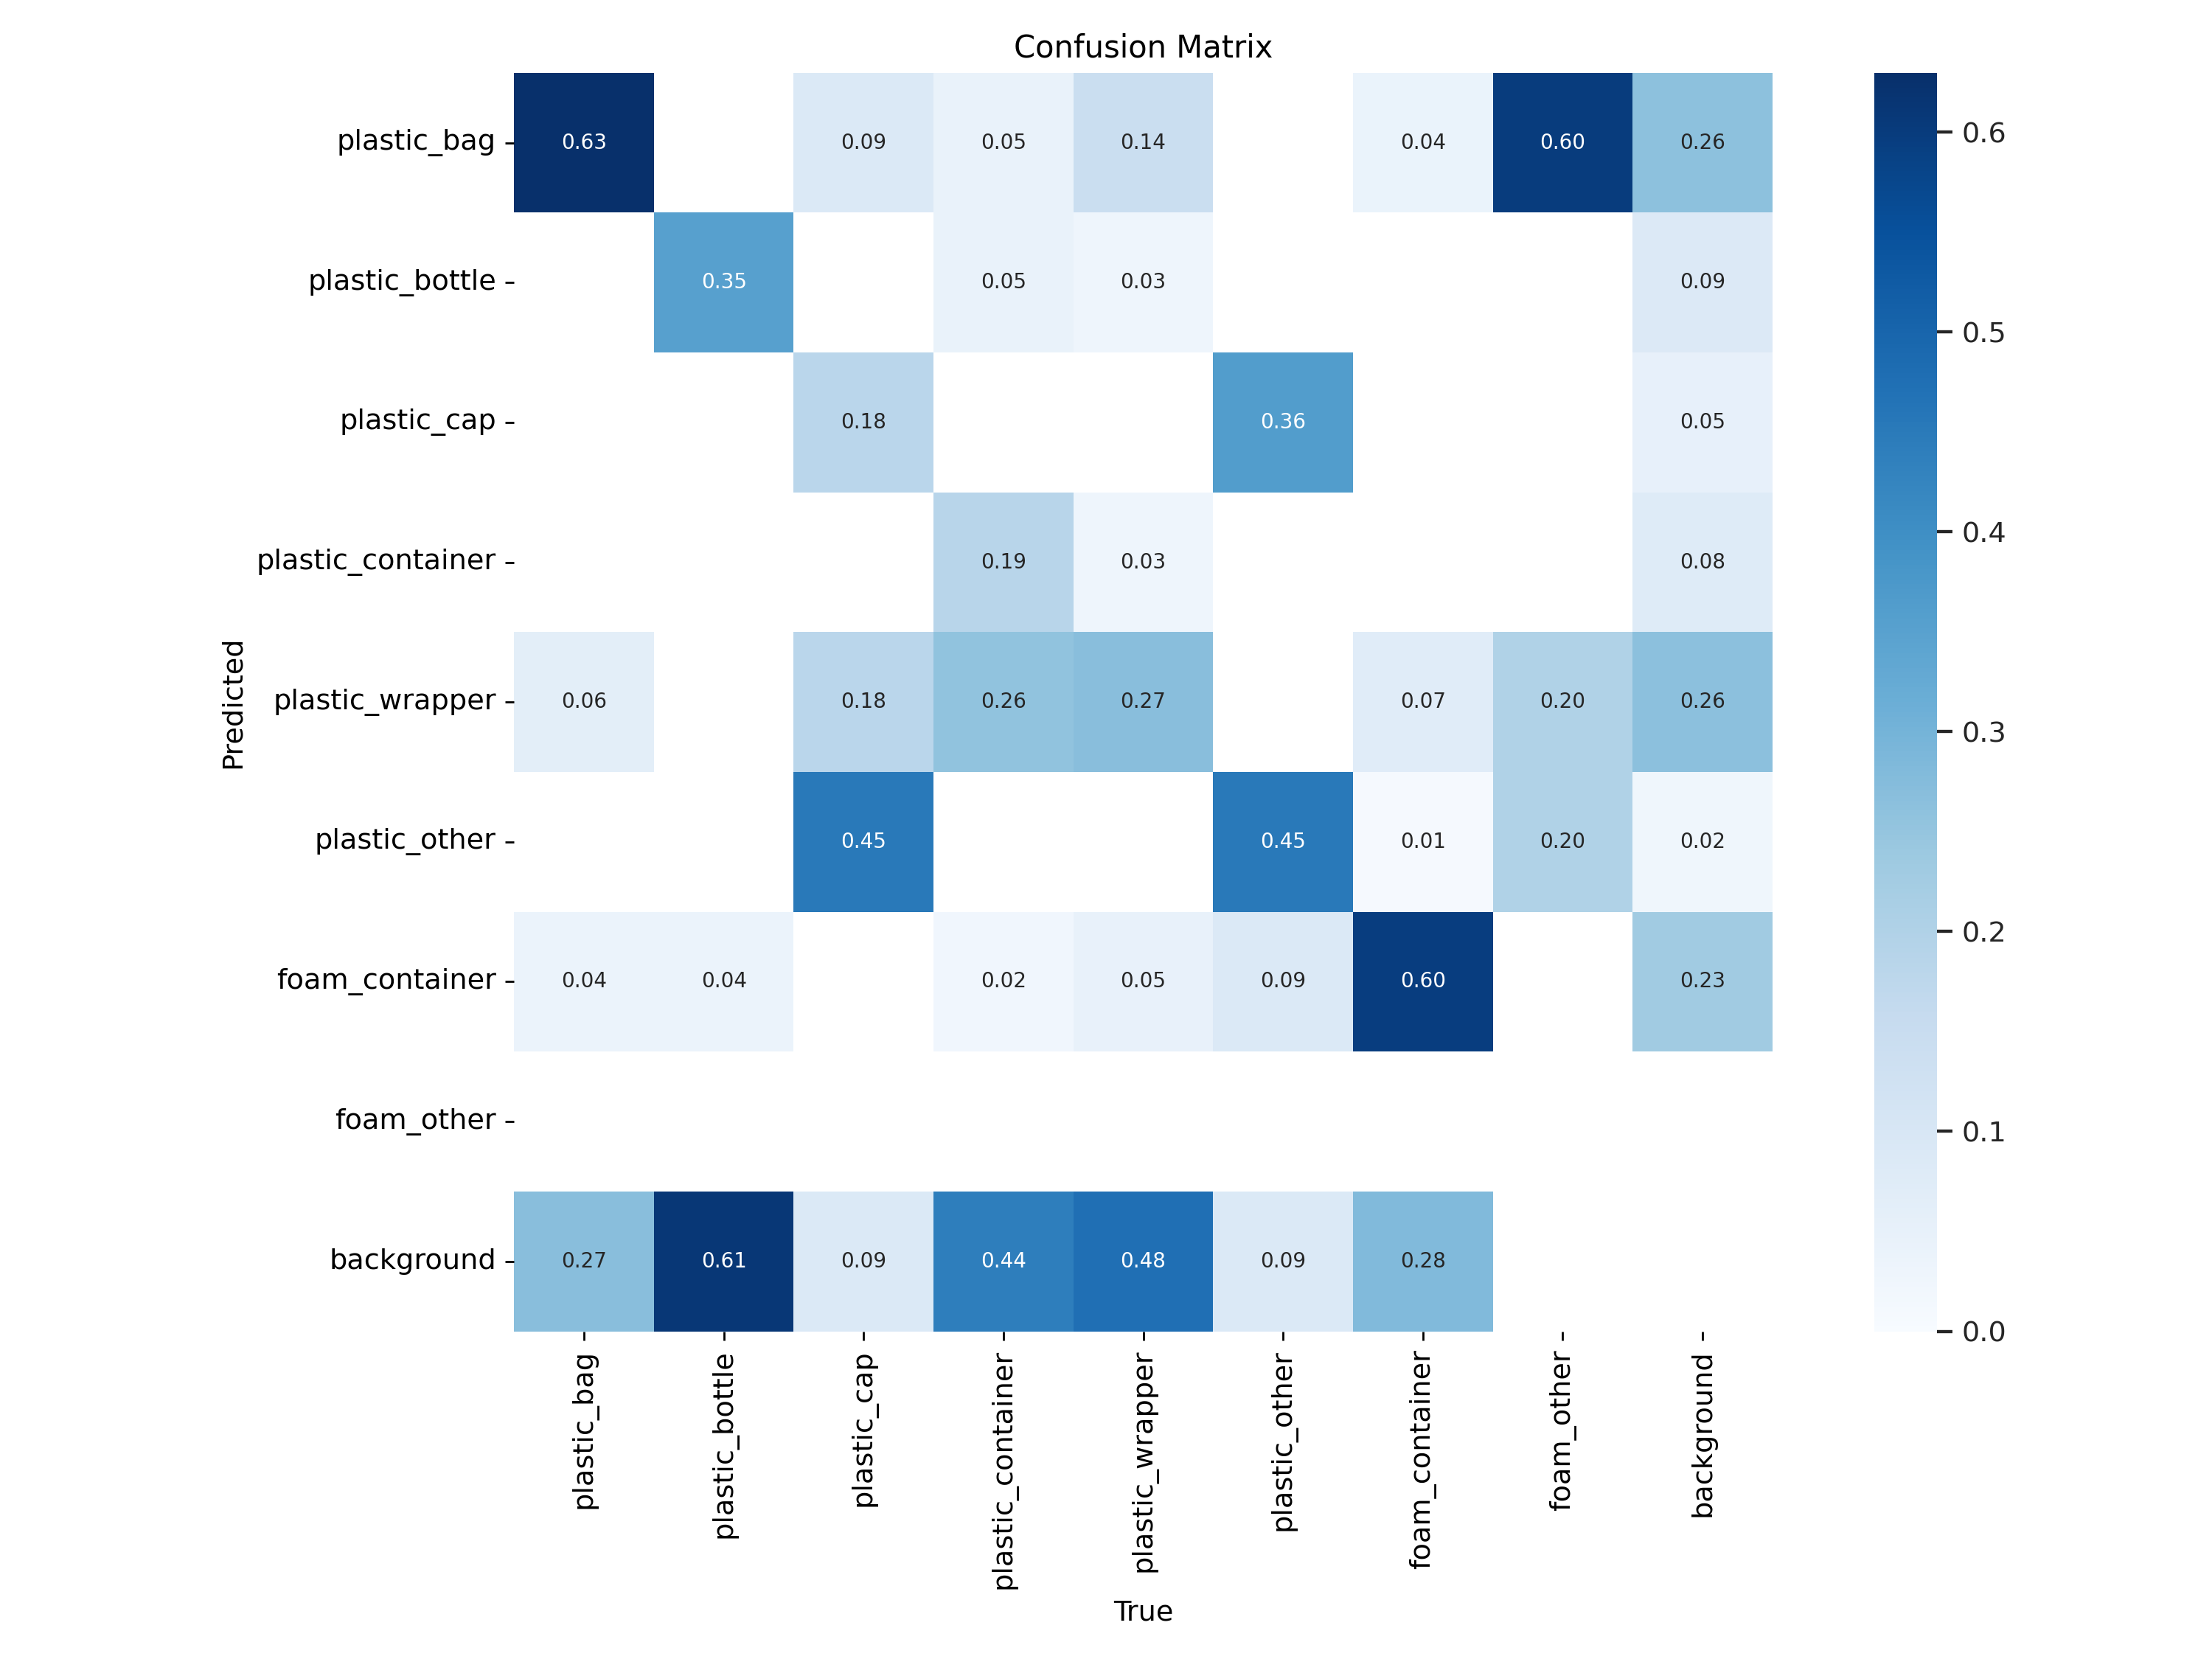 Confusion Matrix
plastic_bag 0.63 0.09 0.05 0.14 0.04 0.60 0.26
plastic_bottle 0.35 0.05 0.03 0.09
plastic_cap 0.18 0.36 0.05
plastic_container 0.19 0.03 0.08
plastic_wrapper 0.06 0.18 0.26 0.27 0.07 0.20 0.26
plastic_other 0.45 0.45 0.01 0.20 0.02
foam_container 0.04 0.04 0.02 0.05 0.09 0.60 0.23
foam_other
background 0.27 0.61 0.09 0.44 0.48 0.09 0.28
Predicted
plastic_bag
plastic_bottle
plastic_cap
plastic_container
plastic_wrapper
plastic_other
foam_container
foam_other
background
True
0.6
0.5
0.4
0.3
0.2
0.1
0.0